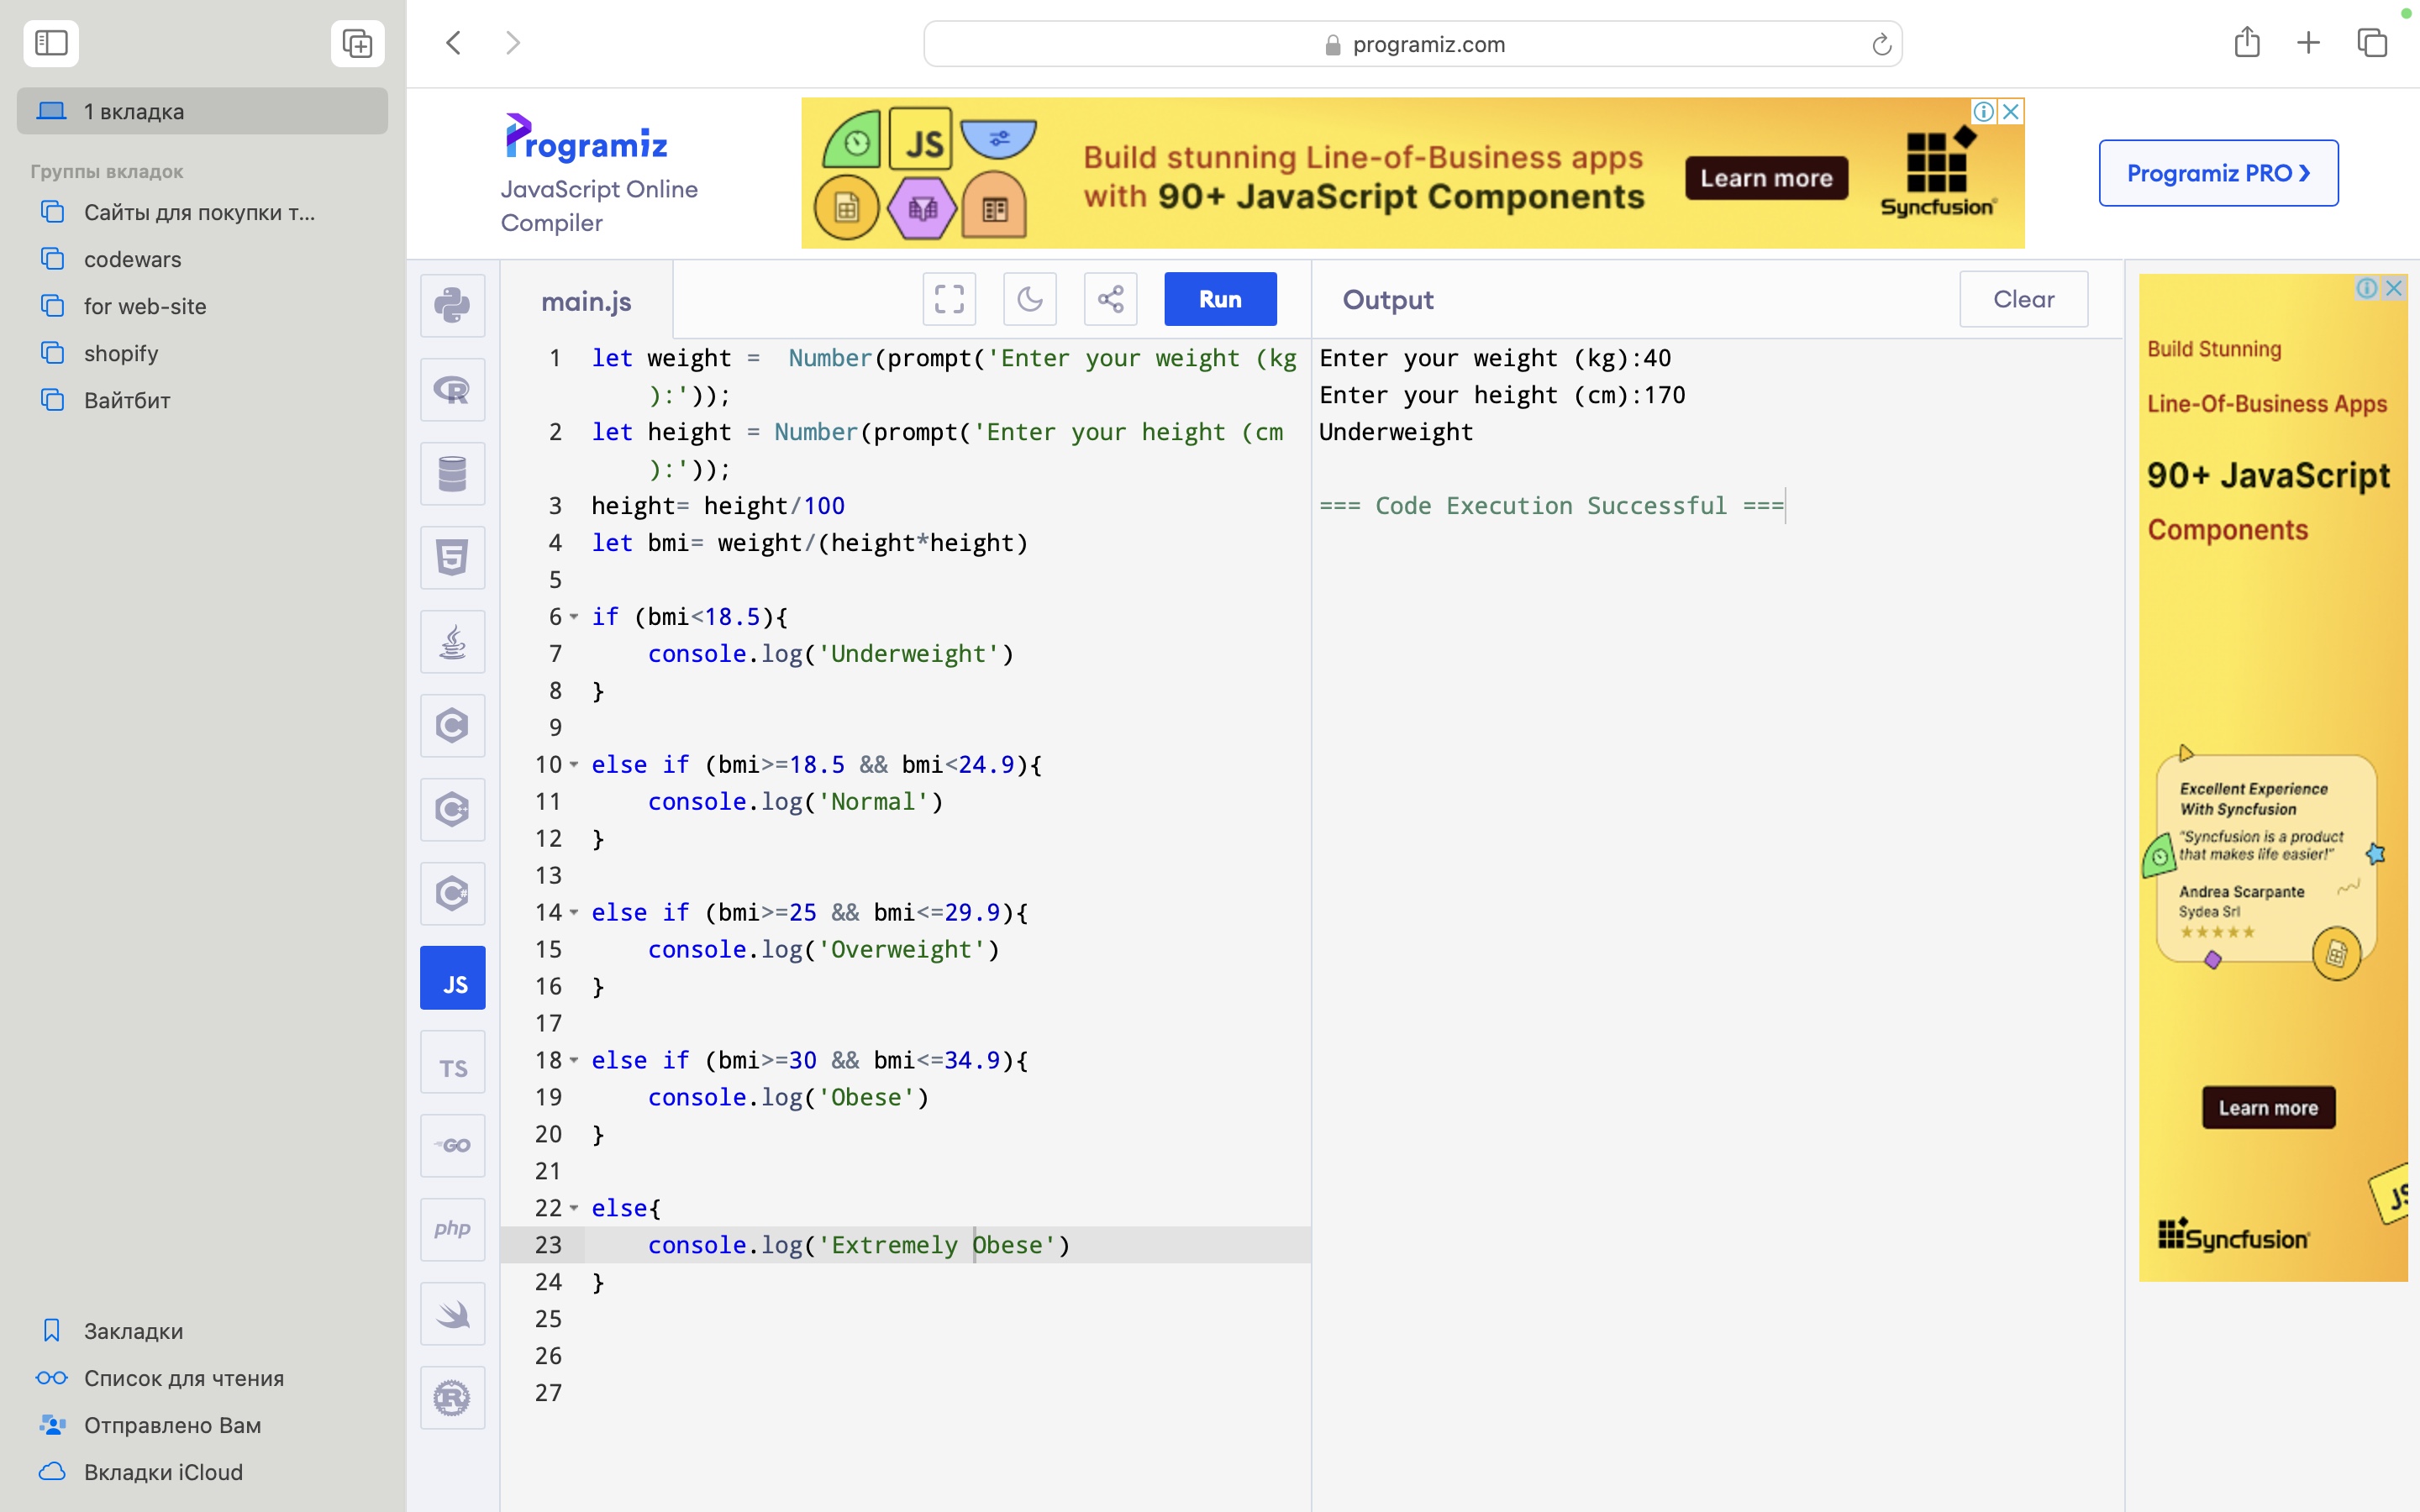 programiz.com
1 вкладка
Группы вкладок
Сайты для покупки т...
codewars
for web-site
shopify
Вайтбит
Закладки
Список для чтения
Отправлено Вам
Вкладки iCloud
Programiz
JavaScript Online
Compiler
JS
Build stunning Line-of-Business apps
with 90+ JavaScript Components
Learn more
Syncfusion
Programiz PRO ❯
R
5
C
C++
C#
JS
TS
GO
php
R
main.js
Run
1 let weight =  Number(prompt('Enter your weight (kg
):'));
2 let height = Number(prompt('Enter your height (cm
):'));
3 height= height/100
4 let bmi= weight/(height*height)
5
6 if (bmi<18.5){
7     console.log('Underweight')
8 }
9
10 else if (bmi>=18.5 && bmi<24.9){
11     console.log('Normal')
12 }
13
14 else if (bmi>=25 && bmi<=29.9){
15     console.log('Overweight')
16 }
17
18 else if (bmi>=30 && bmi<=34.9){
19     console.log('Obese')
20 }
21
22 else{
23     console.log('Extremely Obese')
24 }
25
26
27
Output
Clear
Enter your weight (kg):40
Enter your height (cm):170
Underweight
=== Code Execution Successful ===
Build Stunning
Line-Of-Business Apps
90+ JavaScript
Components
Excellent Experience
With Syncfusion
"Syncfusion is a product
that makes life easier!"
Andrea Scarpante
Sydea Srl
★★★★★
Learn more
JS
Syncfusion